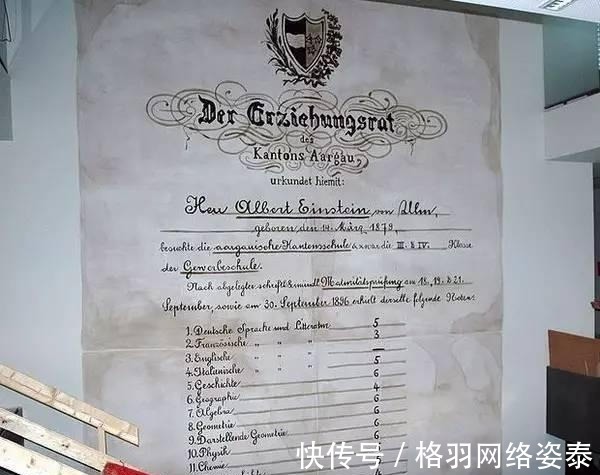 Der Erziehungsrat
des
Kantons Aargau
urkundet hiemit:
Herr Albert Einstein von Ulm,
geboren den 14. März 1879,
besuchte die aargauische Kantonsschule & zwar die III. & IV. Klasse
der Gewerbeschule.
Nach abgelegter schriftl. & mündl. Maturitätsprüfung am 18., 19. & 21.
September, sowie am 30. September 1896 erhielt derselbe folgende Noten:
1. Deutsche Sprache und Litteratur 5
2. Französische " " " 3
3. Englische " " "
4. Italienische " " " 5
5. Geschichte 6
6. Geographie 4
7. Algebra 6
8. Geometrie 6
9. Darstellende Geometrie 6
10. Physik
11. Chemie
快传号 / 格羽网络姿泰